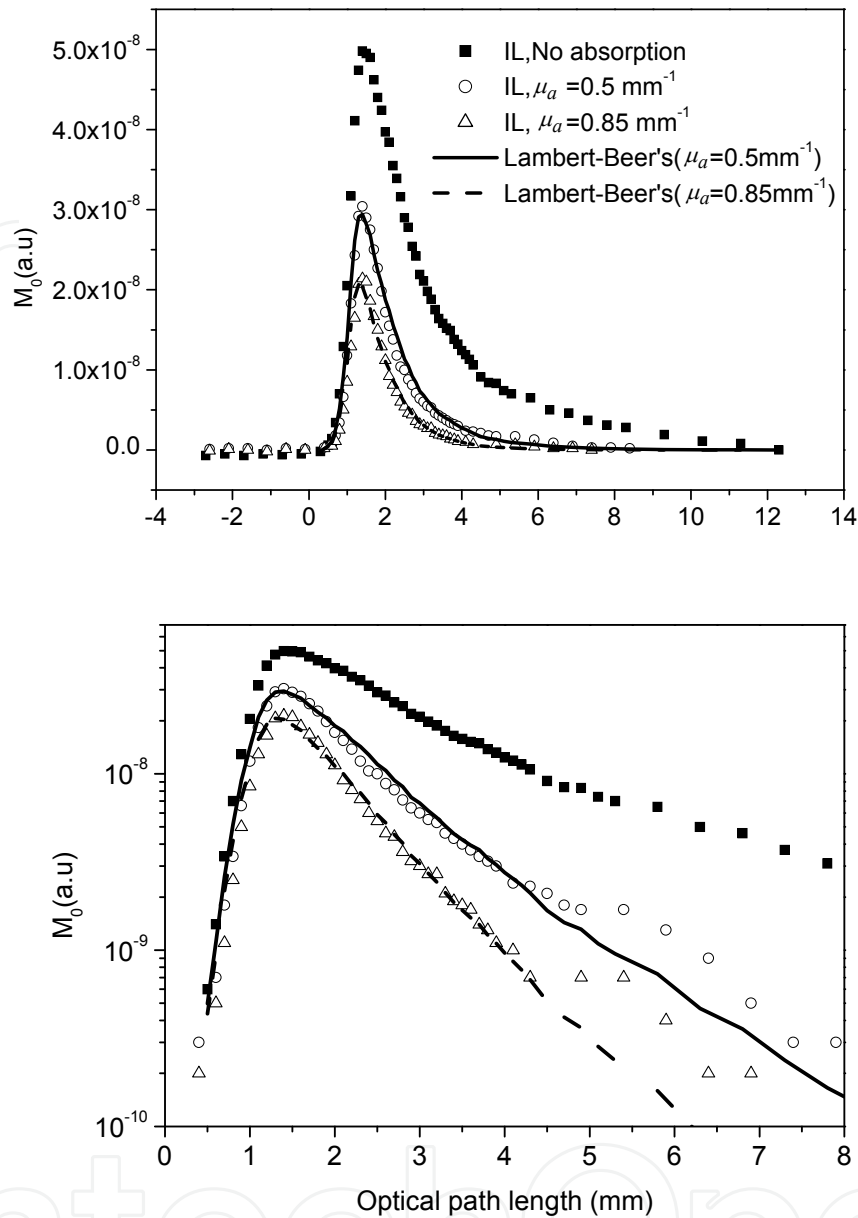 5.0x10⁻⁸
4.0x10⁻⁸
3.0x10⁻⁸
2.0x10⁻⁸
1.0x10⁻⁸
0.0
M₀(a.u)
IL,No absorption
IL,μₐ =0.5 mm⁻¹
IL, μₐ=0.85 mm⁻¹
Lambert-Beer's(μₐ=0.5mm⁻¹)
Lambert-Beer's(μₐ=0.85mm⁻¹)
-4 -2 0 2 4 6 8 10 12 14
10⁻⁸
10⁻⁹
10⁻¹⁰
M₀(a.u)
0 1 2 3 4 5 6 7 8
Optical path length (mm)